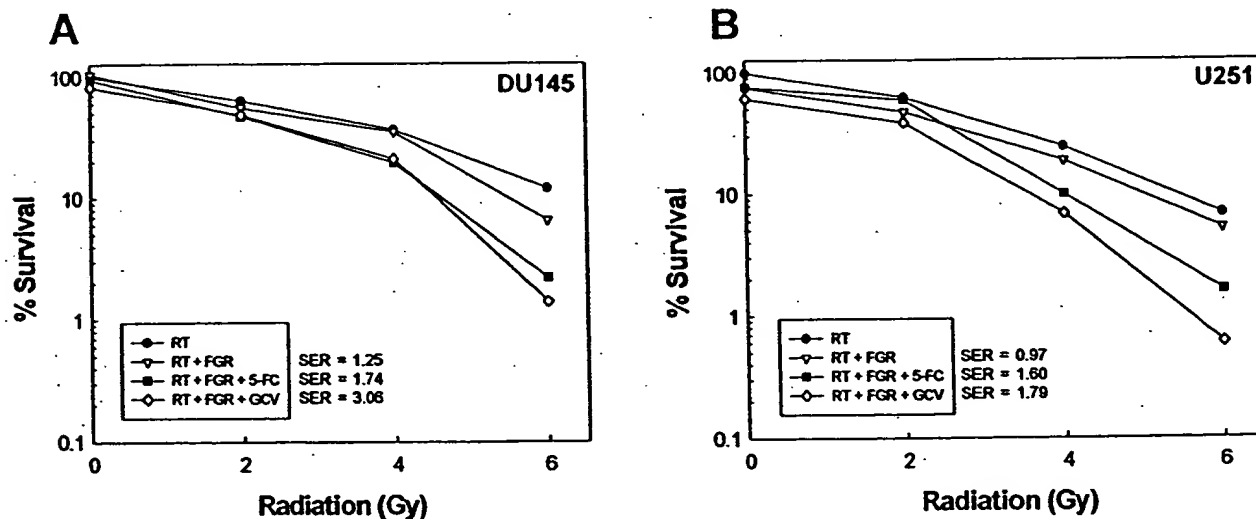 A
DU145
100
10
1
0.1
% Survival
RT
RT + FGR SER = 1.25
RT + FGR + 5-FC SER = 1.74
RT + FGR + GCV SER = 3.06
0 2 4 6
Radiation (Gy)
B
U251
100
10
1
0.1
% Survival
RT
RT + FGR SER = 0.97
RT + FGR + 5-FC SER = 1.60
RT + FGR + GCV SER = 1.79
0 2 4 6
Radiation (Gy)